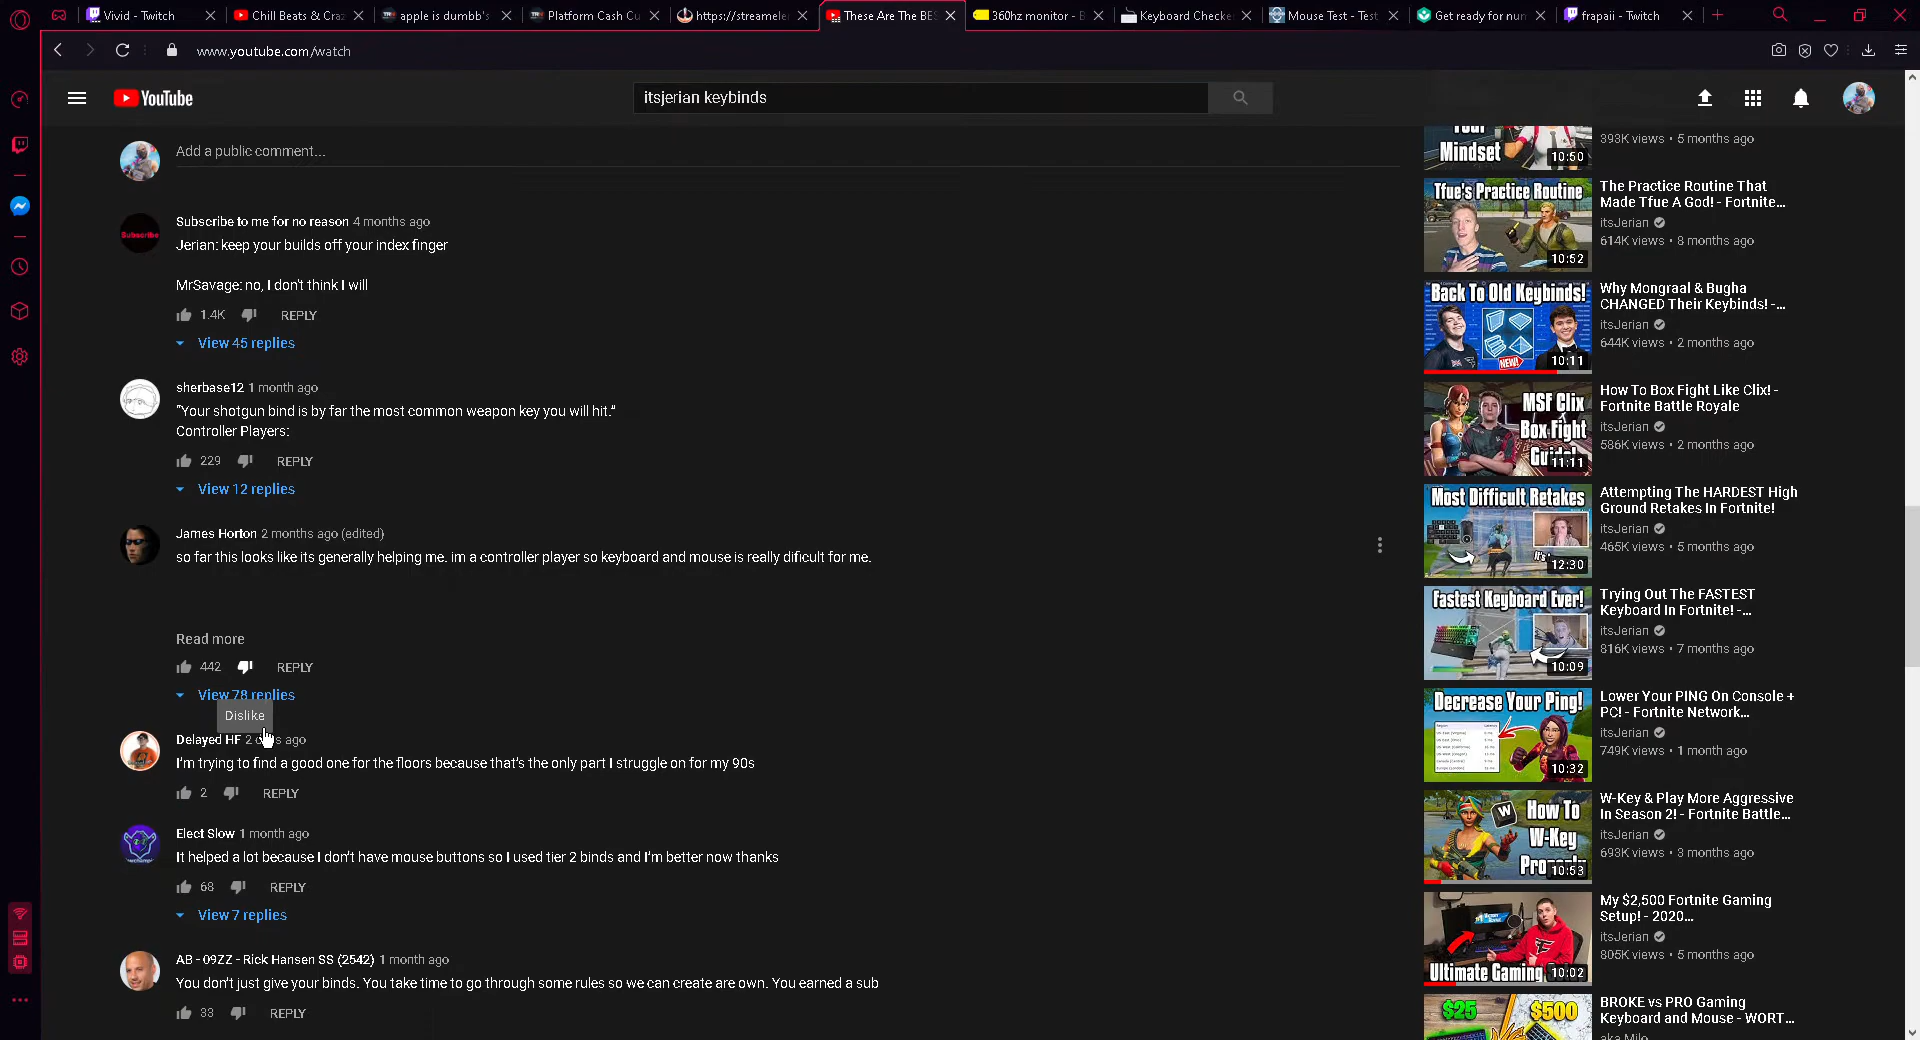 Vivid - Twitch
Chill Beats & Cra
apple is dumbb's
Platform Cash Cu
https://streamele
These Are The BES
360hz monitor - B
Keyboard Checke
Mouse Test - Test
Get ready for nun
frapaii - Twitch
www.youtube.com/watch
YouTube
itsjerian keybinds
Add a public comment...
Subscribe
Subscribe to me for no reason 4 months ago
Jerian: keep your builds off your index finger
MrSavage: no, I don't think I will
1.4K REPLY
View 45 replies
sherbase12 1 month ago
"Your shotgun bind is by far the most common weapon key you will hit."
Controller Players:
229 REPLY
View 12 replies
James Horton 2 months ago (edited)
so far this looks like its generally helping me. im a controller player so keyboard and mouse is really dificult for me.
Read more
442 REPLY
View 78 replies
Dislike
Delayed HF 2 ago
I'm trying to find a good one for the floors because that's the only part I struggle on for my 90s
2 REPLY
Elect Slow 1 month ago
It helped a lot because I don't have mouse buttons so I used tier 2 binds and I'm better now thanks
68 REPLY
View 7 replies
AB - 09ZZ - Rick Hansen SS (2542) 1 month ago
You don't just give your binds. You take time to go through some rules so we can create are own. You earned a sub
33 REPLY
Your
Mindset
10:50
393K views • 5 months ago
Tfue's Practice Routine
10:52
The Practice Routine That
Made Tfue A God! - Fortnite...
itsJerian
614K views • 8 months ago
Back To Old Keybinds!
NEW!
10:11
Why Mongraal & Bugha
CHANGED Their Keybinds! -...
itsJerian
644K views • 2 months ago
MSF Clix
Box Fight
Guide!
11:11
How To Box Fight Like Clix! -
Fortnite Battle Royale
itsJerian
586K views • 2 months ago
Most Difficult Retakes
It's
12:30
Attempting The HARDEST High
Ground Retakes In Fortnite!
itsJerian
465K views • 5 months ago
Fastest Keyboard Ever!
10:09
Trying Out The FASTEST
Keyboard In Fortnite! -...
itsJerian
816K views • 7 months ago
Decrease Your Ping!
10:32
Lower Your PING On Console +
PC! - Fortnite Network...
itsJerian
749K views • 1 month ago
How To
W-Key
Properly
W
10:53
W-Key & Play More Aggressive
In Season 2! - Fortnite Battle...
itsJerian
693K views • 3 months ago
Ultimate Gaming
10:02
My $2,500 Fortnite Gaming
Setup! - 2020...
itsJerian
805K views • 5 months ago
$25
$500
BROKE vs PRO Gaming
Keyboard and Mouse - WORT...
aka Milo